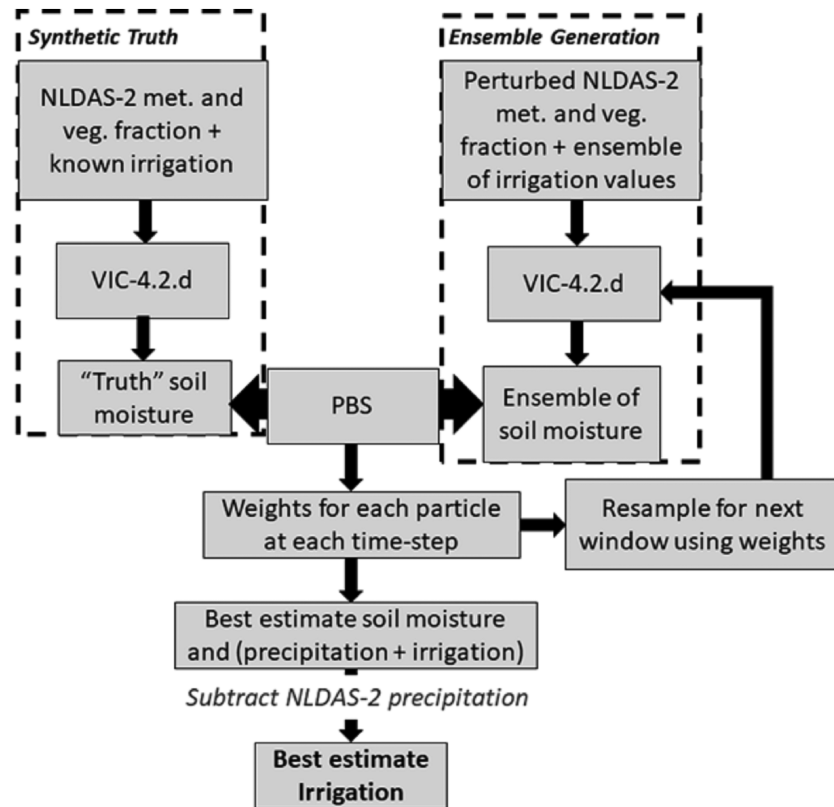 Synthetic Truth
NLDAS-2 met. and
veg. fraction +
known irrigation
VIC-4.2.d
"Truth" soil
moisture
Ensemble Generation
Perturbed NLDAS-2
met. and veg.
fraction + ensemble
of irrigation values
VIC-4.2.d
Ensemble of
soil moisture
PBS
Weights for each particle
at each time-step
Resample for next
window using weights
Best estimate soil moisture
and (precipitation + irrigation)
Subtract NLDAS-2 precipitation
Best estimate
Irrigation